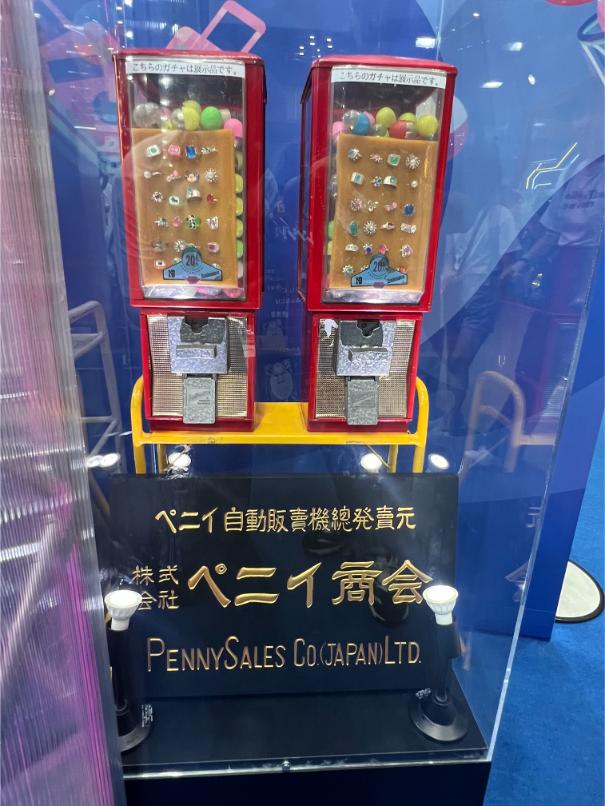 こちらのガチャは展示品です。
こちらのガチャは展示品です。
20
20
ペニイ自動販賣機總発賣元
株式会社 ペニイ商会
PENNYSALES CO.(JAPAN)LTD.